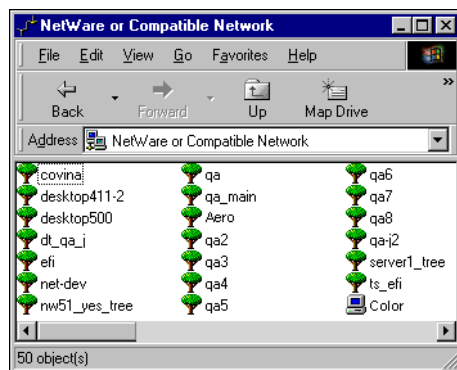 NetWare or Compatible Network
File Edit View Go Favorites Help
Back Forward Up Map Drive »
Address NetWare or Compatible Network
covina
desktop411-2
desktop500
dt_qa_j
efi
net-dev
nw51_yes_tree
qa
qa_main
Aero
qa2
qa3
qa4
qa5
qa6
qa7
qa8
qa-j2
server1_tree
ts_efi
Color
50 object(s)